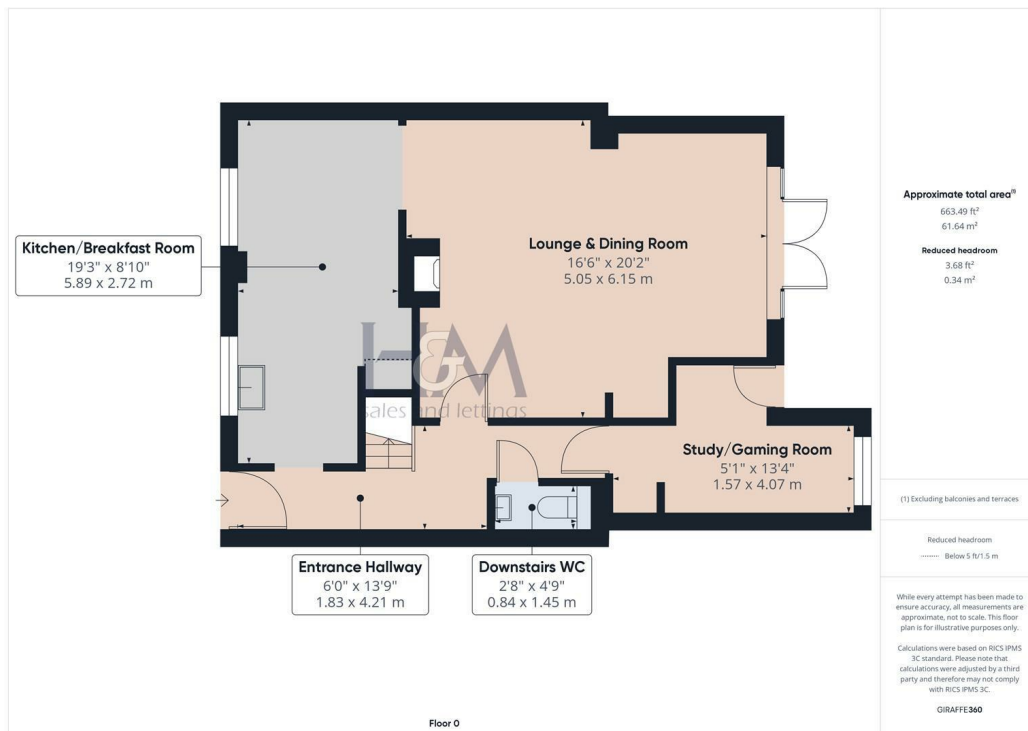 Kitchen/Breakfast Room
19'3" x 8'10"
5.89 x 2.72 m
Lounge & Dining Room
16'6" x 20'2"
5.05 x 6.15 m
H&M
sales and lettings
Study/Gaming Room
5'1" x 13'4"
1.57 x 4.07 m
Entrance Hallway
6'0" x 13'9"
1.83 x 4.21 m
Downstairs WC
2'8" x 4'9"
0.84 x 1.45 m
Floor 0
Approximate total area(1)
663.49 ft²
61.64 m²
Reduced headroom
3.68 ft²
0.34 m²
(1) Excluding balconies and terraces
Reduced headroom
Below 5 ft/1.5 m
While every attempt has been made to
ensure accuracy, all measurements are
approximate, not to scale. This floor
plan is for illustrative purposes only.
Calculations were based on RICS IPMS
3C standard. Please note that
calculations were adjusted by a third
party and therefore may not comply
with RICS IPMS 3C.
GIRAFFE360